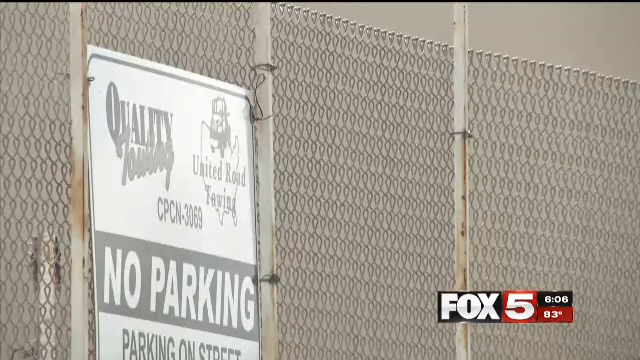 QUALITY
Towing
United Road
Towing
CPCN-3069
NO PARKING
PARKING ON STREET
FOX 5
6:06
83°